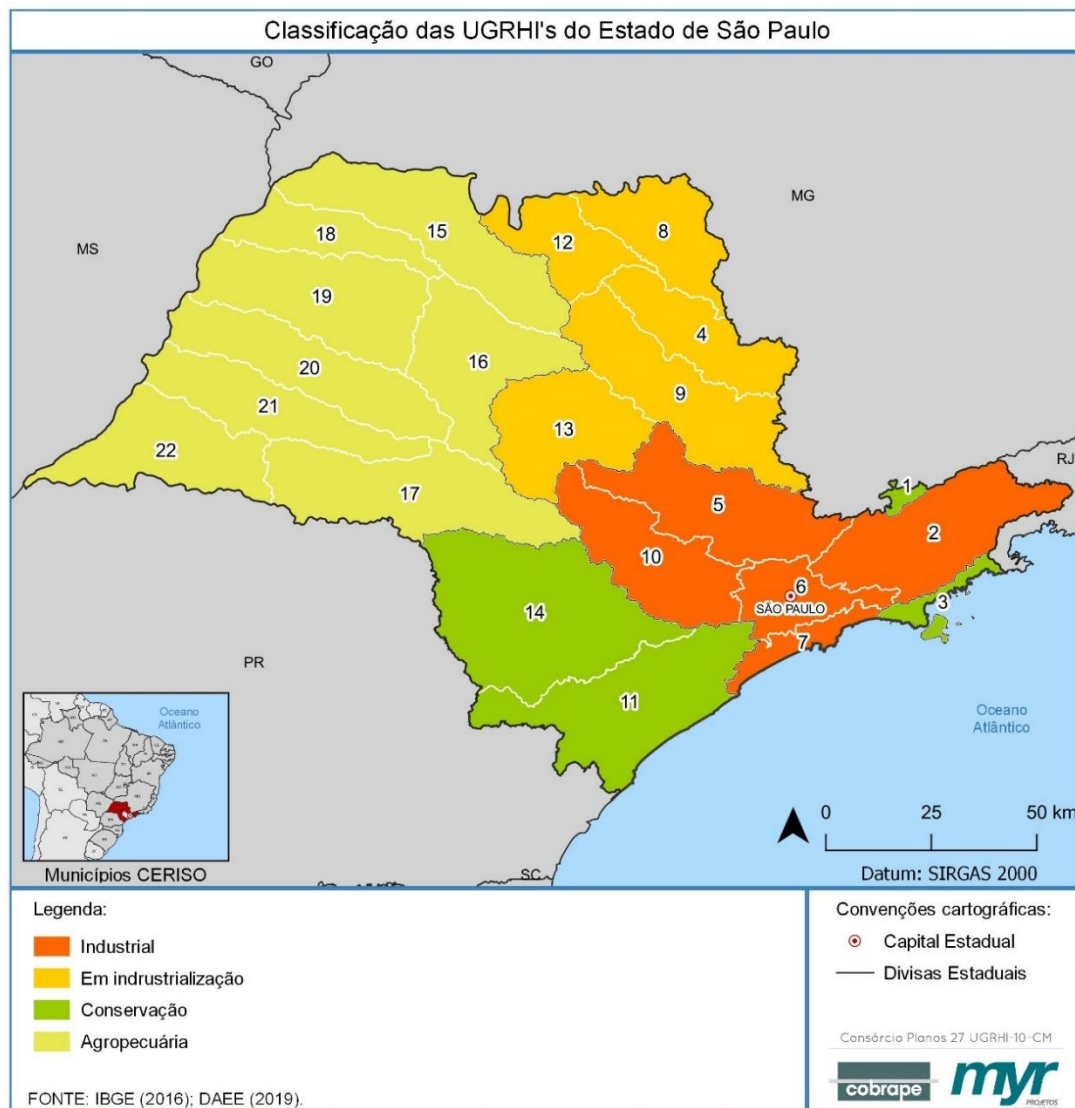 Classificação das UGRHI's do Estado de São Paulo
GO
MG
MS
15
18
12
8
19
4
16
20
9
21
13
22
17
5
1
RJ
2
10
6
SÃO PAULO
3
14
7
PR
11
Oceano
Atlântico
Oceano
Atlântico
0 25 50 km
Municípios CERISO
SC
Datum: SIRGAS 2000
Legenda:
Industrial
Em indrustrialização
Conservação
Agropecuária
FONTE: IBGE (2016); DAEE (2019).
Convenções cartográficas:
Capital Estadual
Divisas Estaduais
Consórcio Planos 27 UGRHI-10-CM
cobrape
myr
PROJETOS